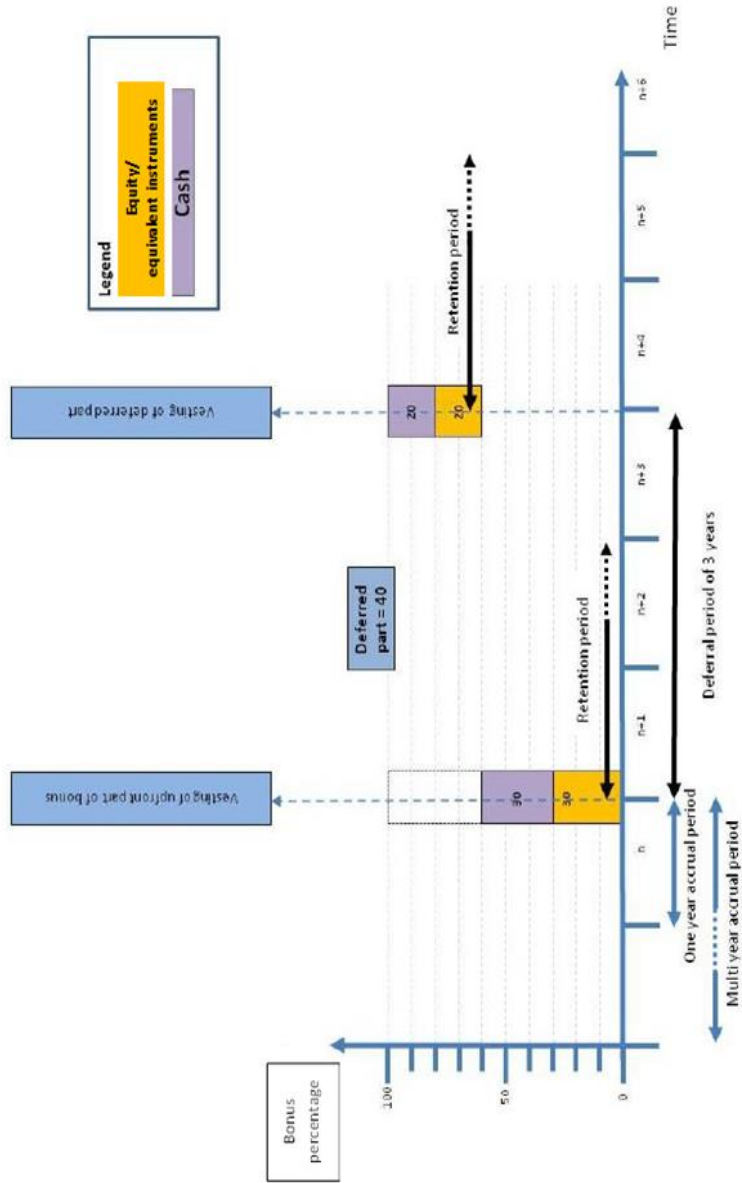 Bonus
percentage
100
50
0
Vesting of upfront part of bonus
Vesting of deferred part
Legend
Equity/
equivalent instruments
Cash
Deferred
part = 40
30
30
20
20
Retention period
Retention period
n
n+1
n+2
n+3
n+4
n+5
n+6
Time
One year accrual period
Multi year accrual period
Deferral period of 3 years